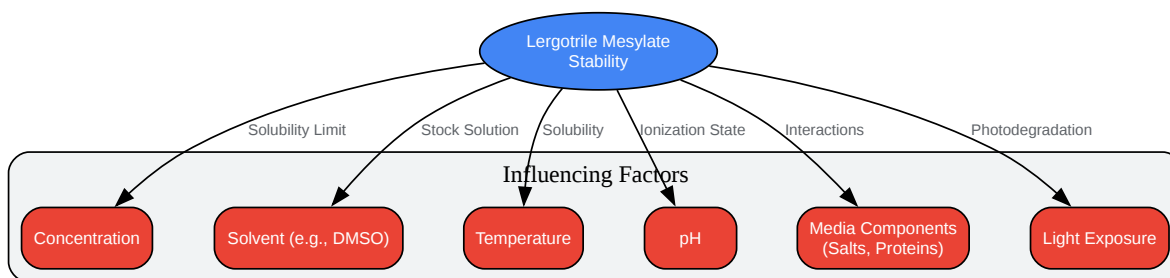 Lergotrile Mesylate
Stability
Solubility Limit
Stock Solution
Solubility
Ionization State
Interactions
Photodegradation
Influencing Factors
Concentration
Solvent (e.g., DMSO)
Temperature
pH
Media Components
(Salts, Proteins)
Light Exposure